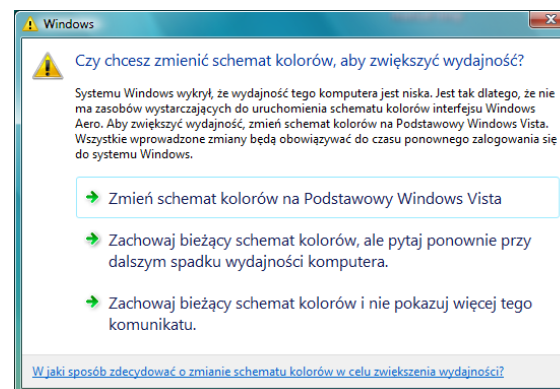 Windows
Czy chcesz zmienić schemat kolorów, aby zwiększyć wydajność?
Systemu Windows wykrył, że wydajność tego komputera jest niska. Jest tak dlatego, że nie
ma zasobów wystarczających do uruchomienia schematu kolorów interfejsu Windows
Aero. Aby zwiększyć wydajność, zmień schemat kolorów na Podstawowy Windows Vista.
Wszystkie wprowadzone zmiany będą obowiązywać do czasu ponownego zalogowania się
do systemu Windows.
Zmień schemat kolorów na Podstawowy Windows Vista
Zachowaj bieżący schemat kolorów, ale pytaj ponownie przy
dalszym spadku wydajności komputera.
Zachowaj bieżący schemat kolorów i nie pokazuj więcej tego
komunikatu.
W jaki sposób zdecydować o zmianie schematu kolorów w celu zwiększenia wydajności?